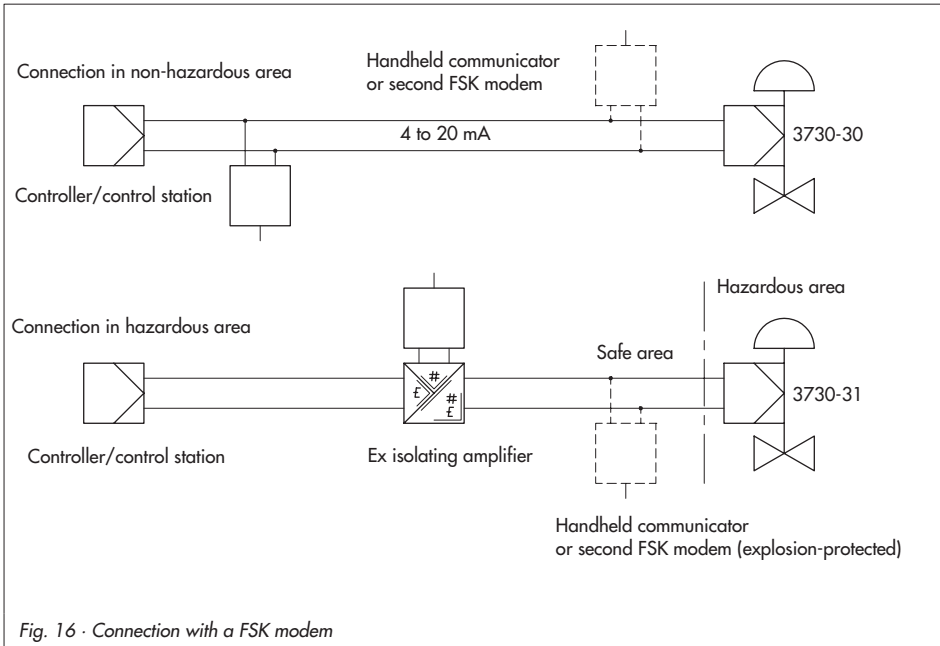 Connection in non-hazardous area
Handheld communicator
or second FSK modem
4 to 20 mA
3730-30
Controller/control station
Connection in hazardous area
Hazardous area
Safe area
#
£
#
£
3730-31
Controller/control station
Ex isolating amplifier
Handheld communicator
or second FSK modem (explosion-protected)
Fig. 16 · Connection with a FSK modem